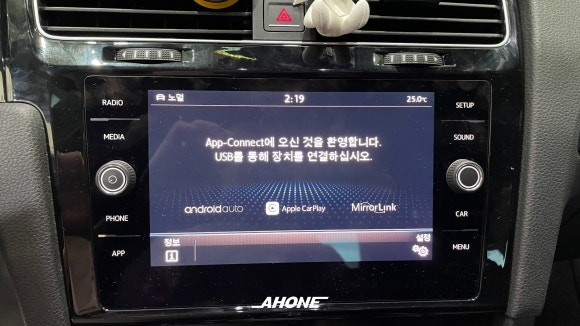 RADIO
MEDIA
PHONE
APP
노멀
2:19
25.0℃
App-Connect에 오신 것을 환영합니다.
USB를 통해 장치를 연결하십시오.
androidauto
Apple CarPlay
MirrorLink
정보
설정
SETUP
SOUND
CAR
MENU
AHONE